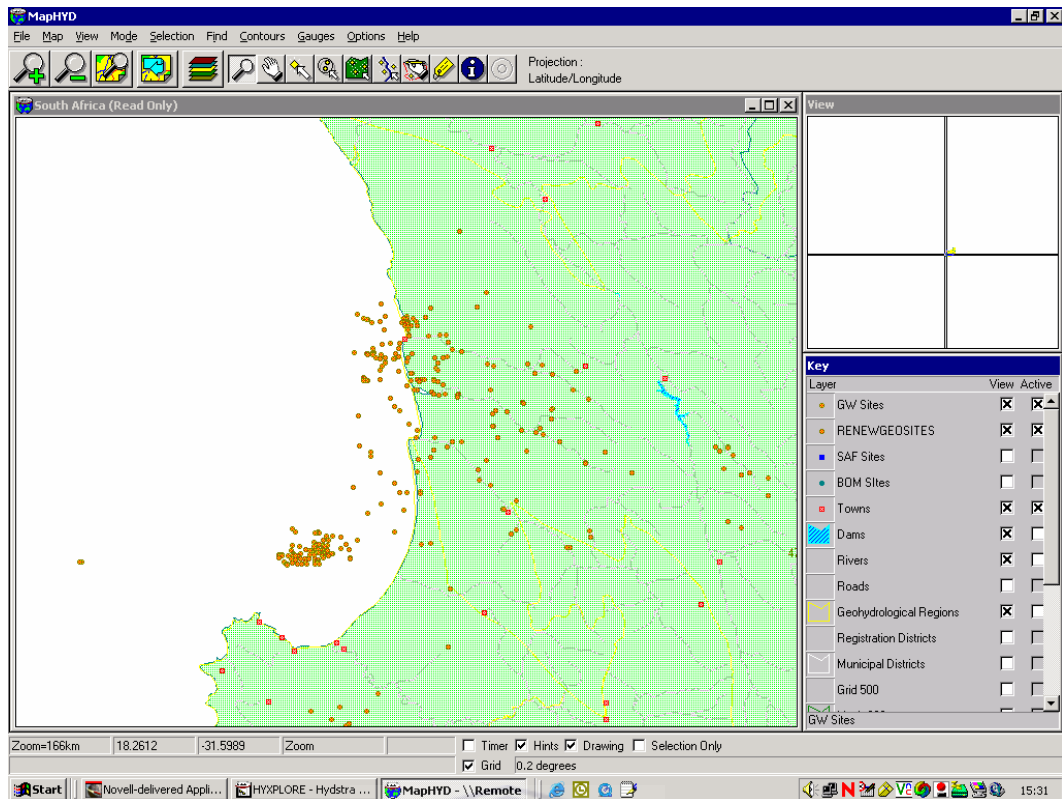 MapHYD
File Map View Mode Selection Find Contours Gauges Options Help
Projection :
Latitude/Longitude
South Africa (Read Only)
View
Key
Layer View Active
GW Sites
RENEWGEOSITES
SAF Sites
BOM SItes
Towns
Dams
Rivers
Roads
Geohydrological Regions
Registration Districts
Municipal Districts
Grid 500
GW Sites
Zoom=166km 18.2612 -31.5989 Zoom Timer Hints Drawing Selection Only
Grid 0.2 degrees
Start Novell-delivered Appli... HYXPLORE - Hydstra ... MapHYD - \\Remote 15:31